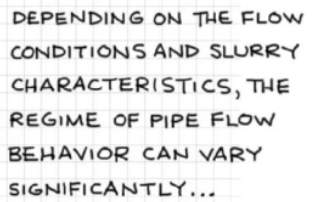 DEPENDING ON THE FLOW
CONDITIONS AND SLURRY
CHARACTERISTICS, THE
REGIME OF PIPE FLOW
BEHAVIOR CAN VARY
SIGNIFICANTLY...